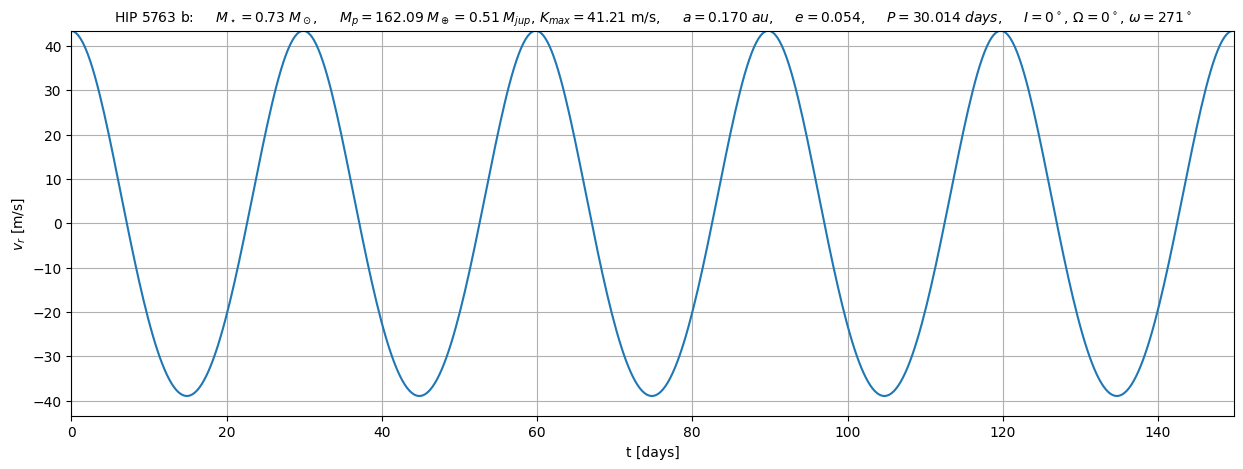 HIP 5763 b: M⋆ = 0.73 M⊙, Mp = 162.09 M⊕ = 0.51 Mjup, Kmax = 41.21 m/s, a = 0.170 au, e = 0.054, P = 30.014 days, I = 0°, Ω = 0°, ω = 271°
40
30
20
10
0
−10
−20
−30
−40
vr [m/s]
0 20 40 60 80 100 120 140
t [days]